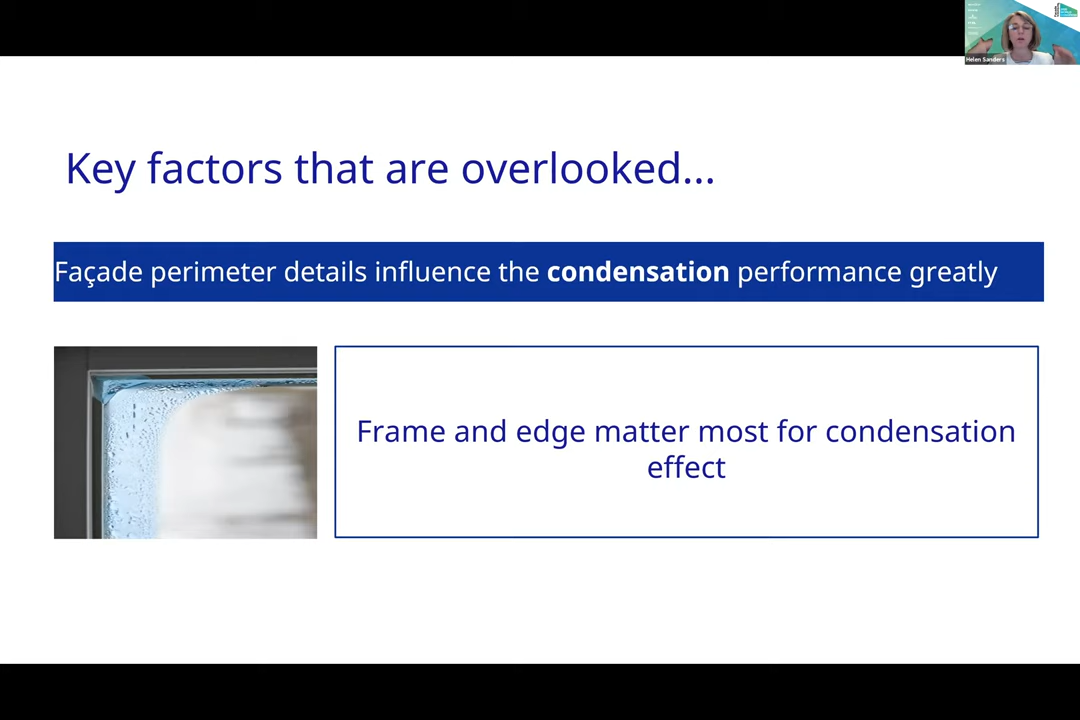 Helen Sanders
Key factors that are overlooked...
Façade perimeter details influence the condensation performance greatly
Frame and edge matter most for condensation
effect